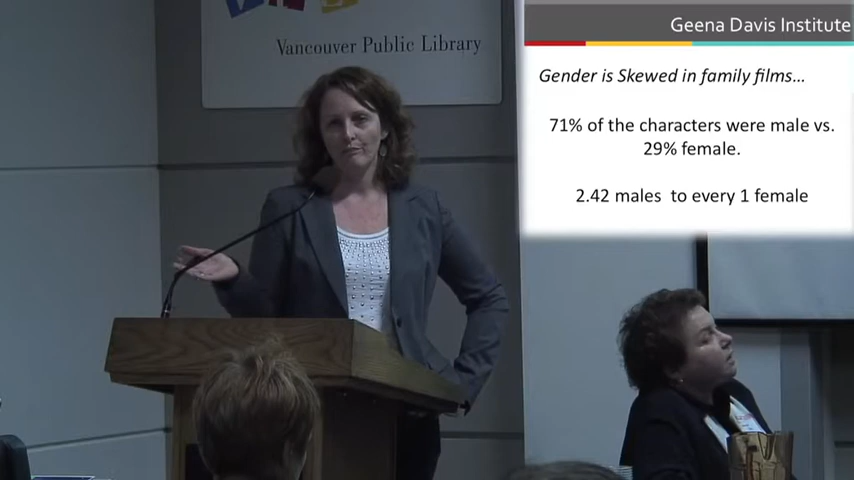 Vancouver Public Library
Geena Davis Institute
Gender is Skewed in family films...
71% of the characters were male vs.
29% female.
2.42 males to every 1 female